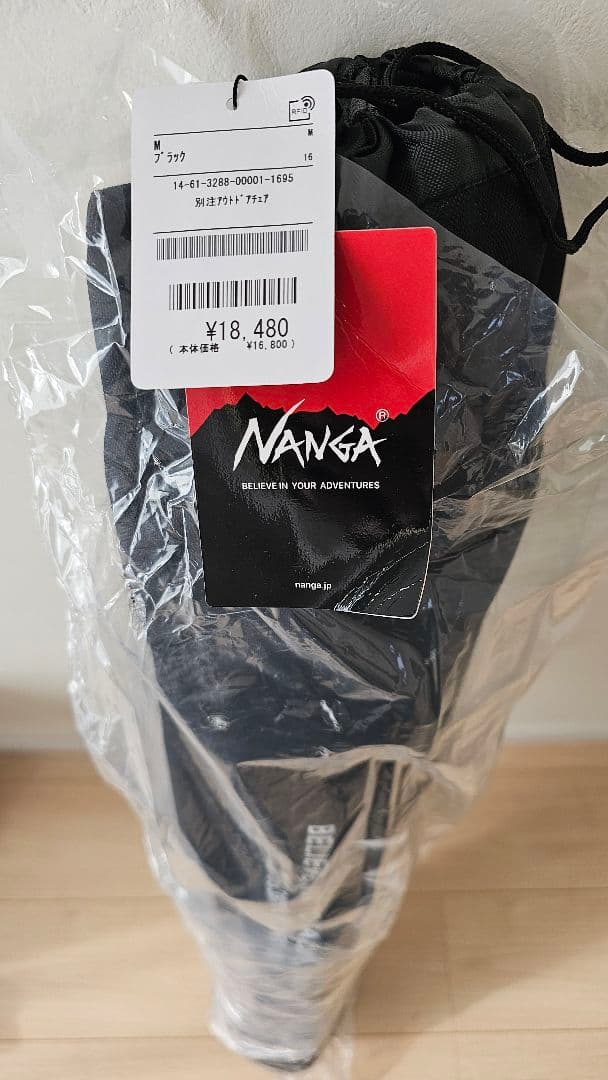 RFID
M
M
ブラック
16
14-61-3288-00001-1695
別注アウトドアチェア
¥18,480
( 本体価格 ¥16,800 )
NANGA®
BELIEVE IN YOUR ADVENTURES
nanga.jp